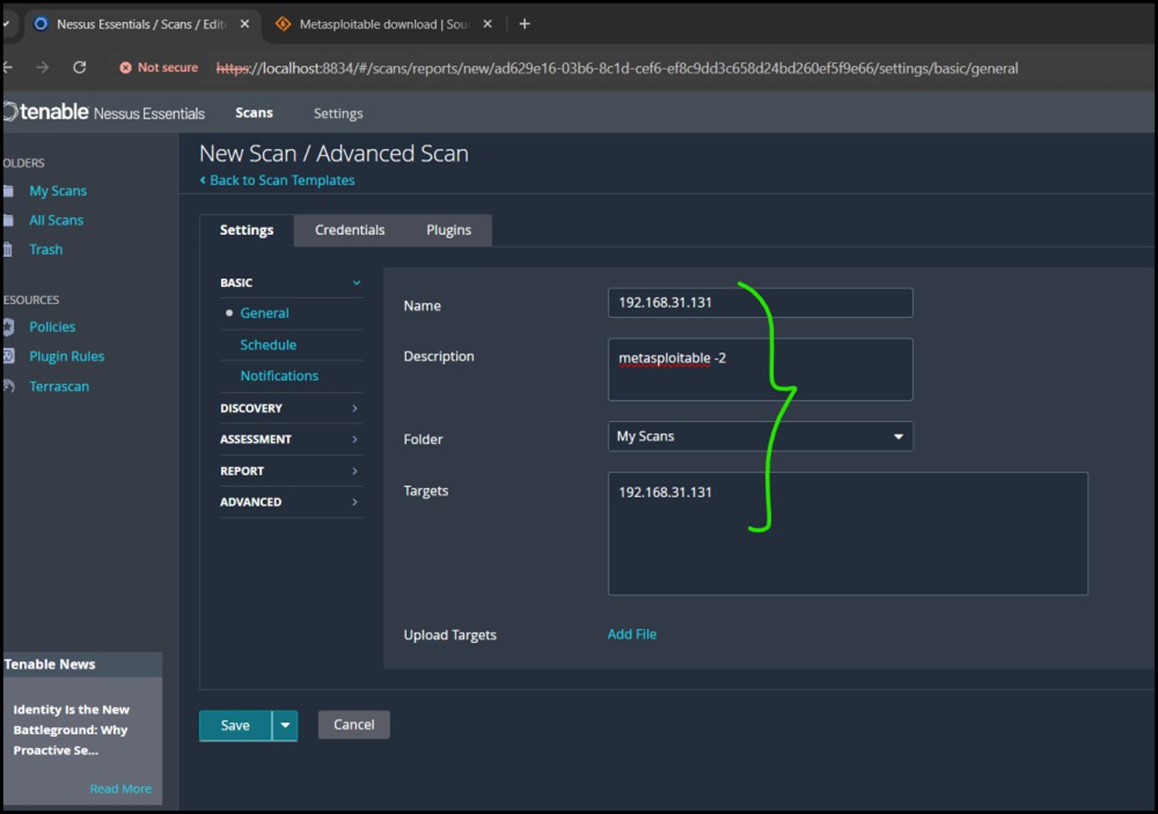 Nessus Essentials / Scans / Edit
Metasploitable download | Sou
Not secure https://localhost:8834/#/scans/reports/new/ad629e16-03b6-8c1d-cef6-ef8c9dd3c658d24bd260ef5f9e66/settings/basic/general
tenable Nessus Essentials Scans Settings
OLDERS
My Scans
All Scans
Trash
ESOURCES
Policies
Plugin Rules
Terrascan
Tenable News
Identity Is the New
Battleground: Why
Proactive Se...
Read More
New Scan / Advanced Scan
Back to Scan Templates
Settings Credentials Plugins
BASIC
General
Schedule
Notifications
DISCOVERY
ASSESSMENT
REPORT
ADVANCED
Name 192.168.31.131
Description metasploitable -2
Folder My Scans
Targets 192.168.31.131
Upload Targets Add File
Save Cancel